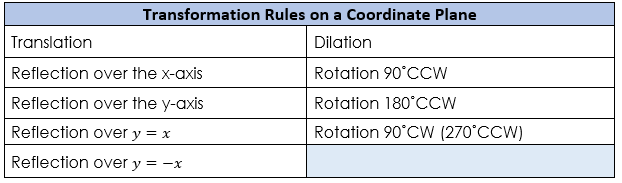 Transformation Rules on a Coordinate Plane
Translation Dilation
Reflection over the x-axis Rotation 90˚CCW
Reflection over the y-axis Rotation 180˚CCW
Reflection over y = x Rotation 90˚CW (270˚CCW)
Reflection over y = −x